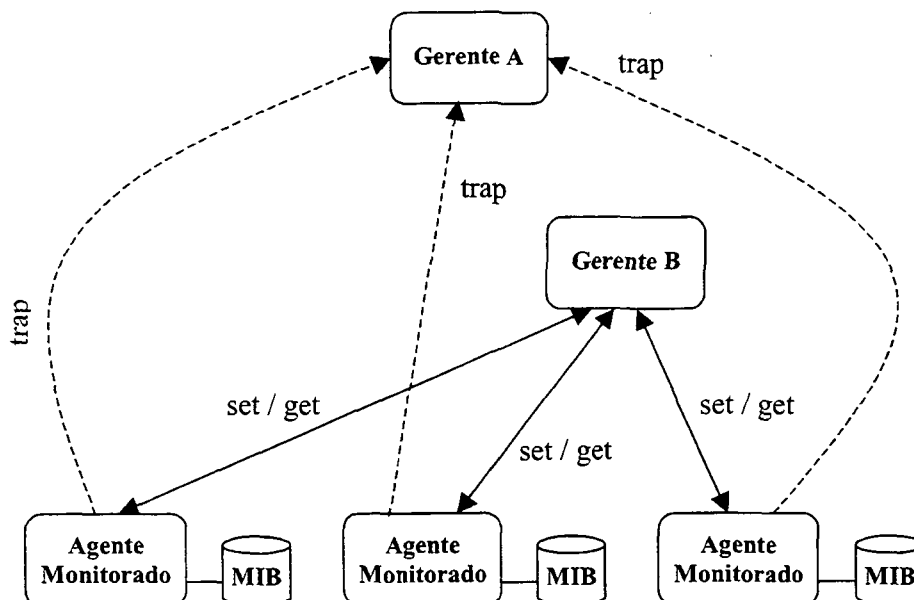 Gerente A
trap
trap
Gerente B
trap
set / get
set / get
set / get
Agente
Monitorado
MIB
Agente
Monitorado
MIB
Agente
Monitorado
MIB